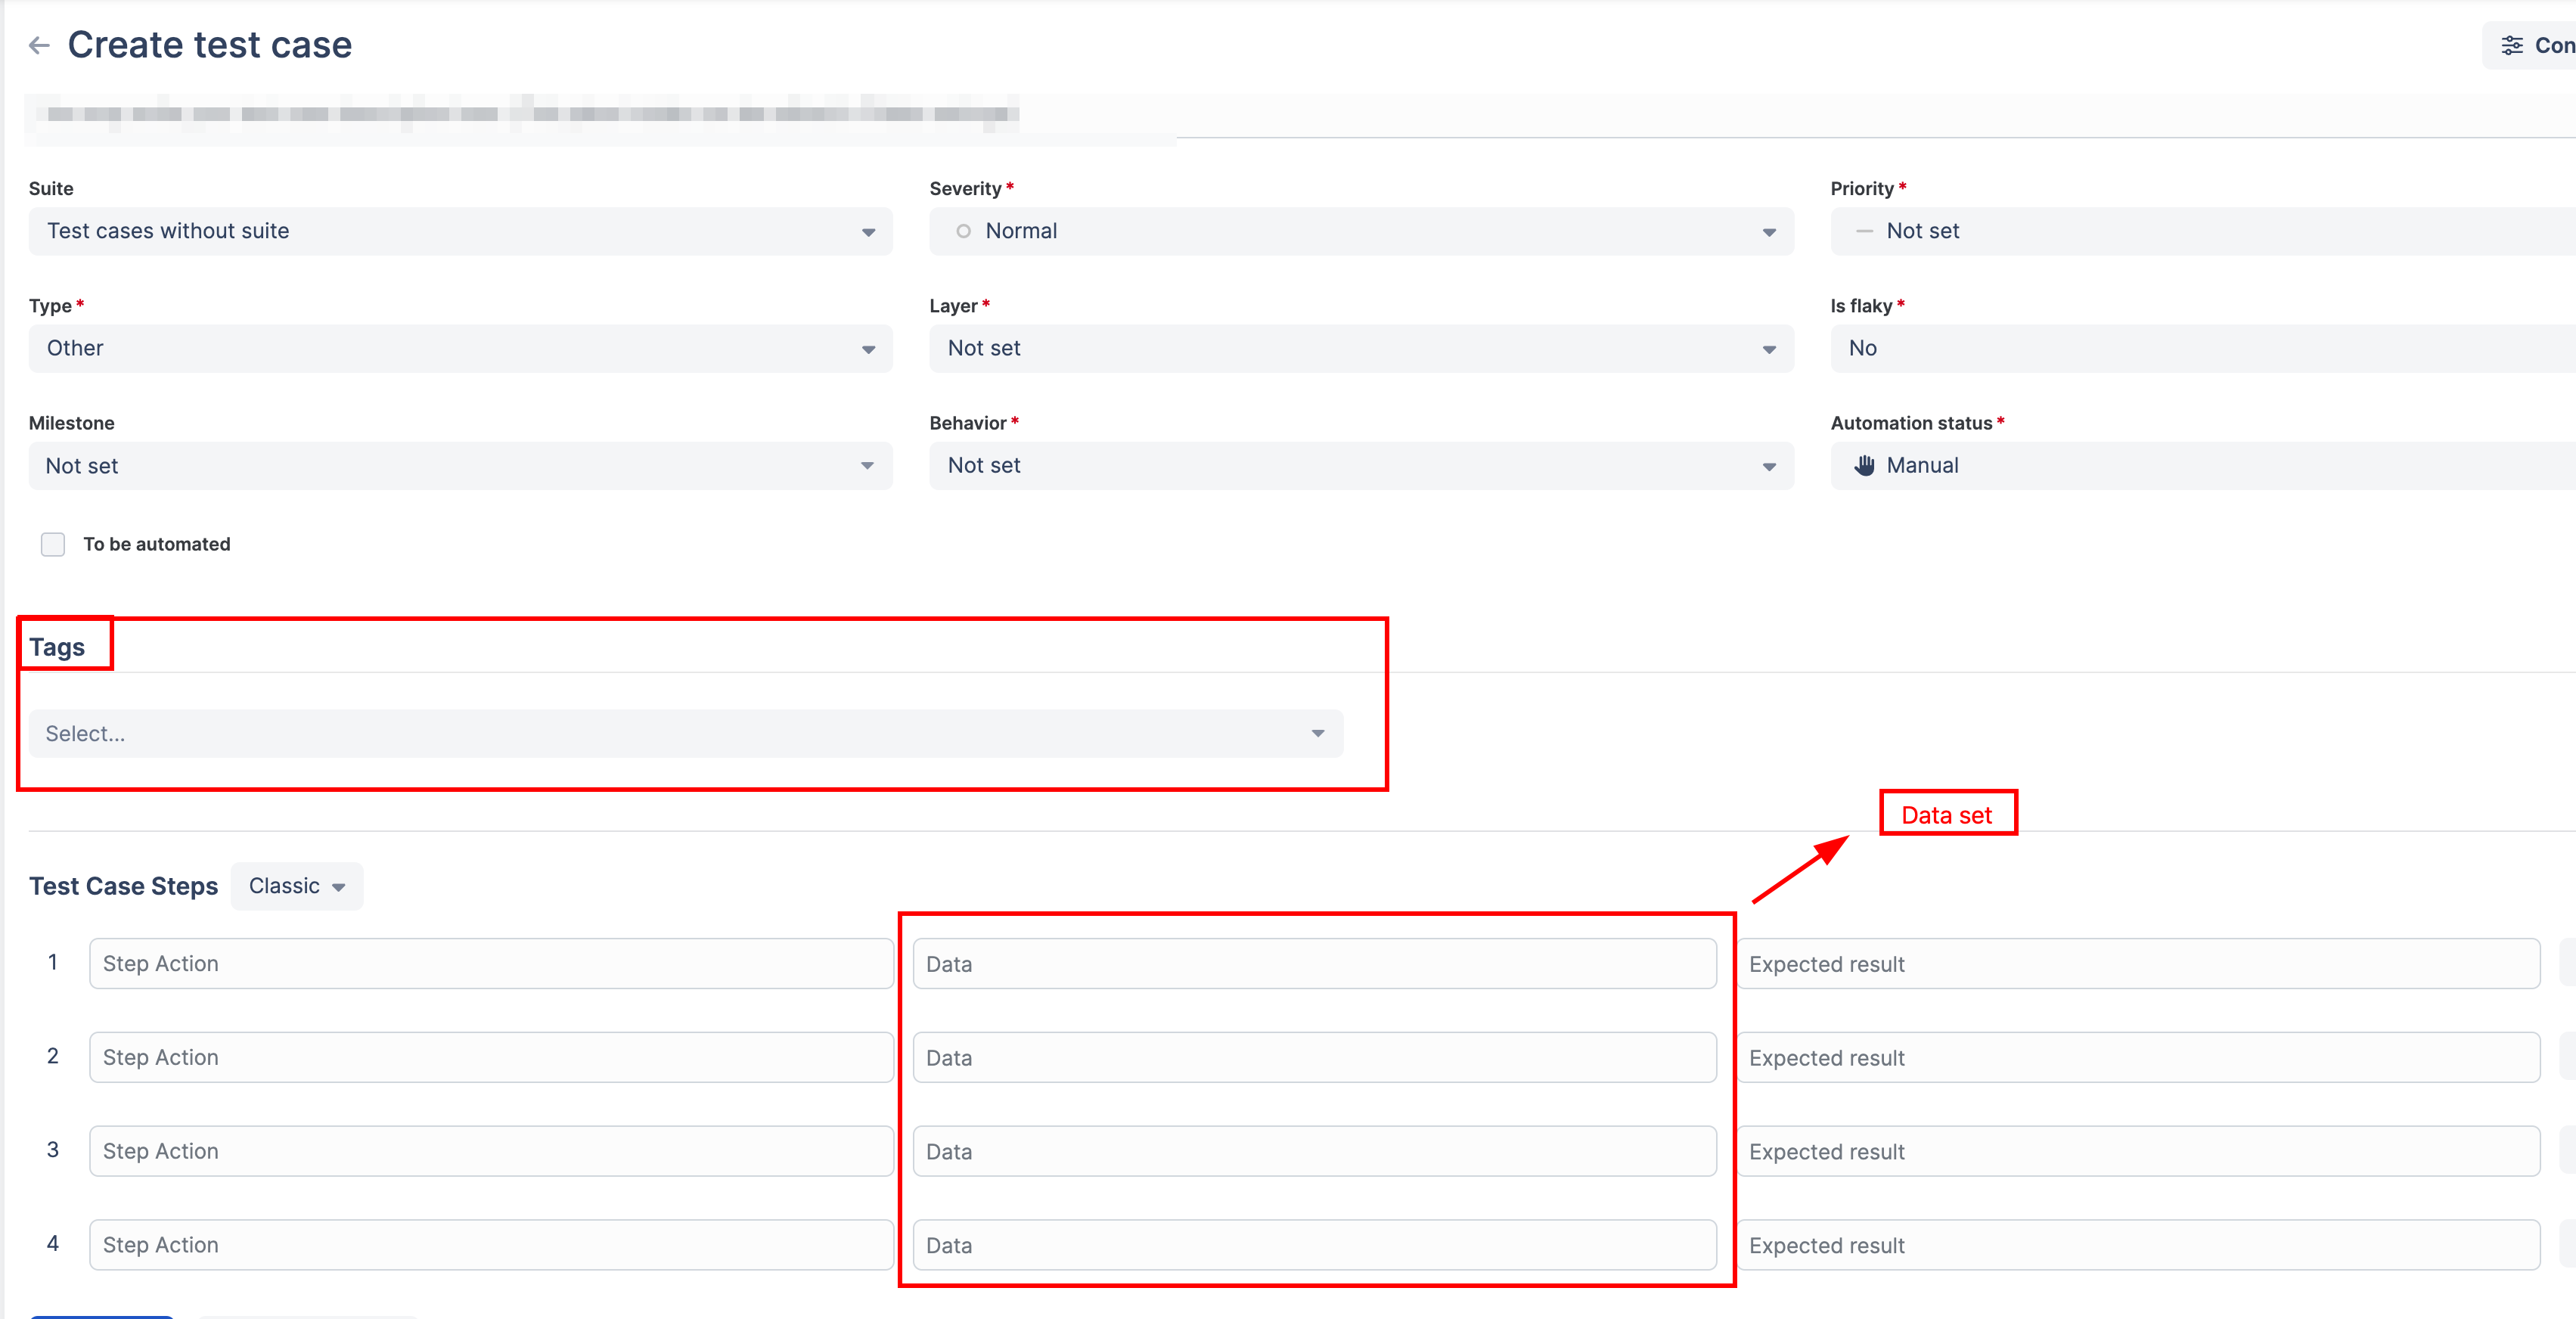 Create test case
Con
Suite
Severity *
Priority *
Test cases without suite
Normal
Not set
Type *
Layer *
Is flaky *
Other
Not set
No
Milestone
Behavior *
Automation status *
Not set
Not set
Manual
To be automated
Tags
Select...
Data set
Test Case Steps
Classic
1
Step Action
Data
Expected result
2
Step Action
Data
Expected result
3
Step Action
Data
Expected result
4
Step Action
Data
Expected result